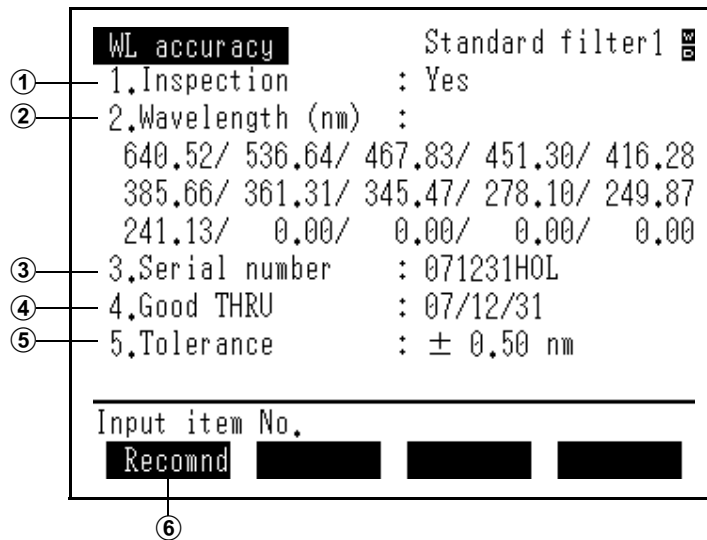 WL accuracy Standard filter1 WD
① 1.Inspection : Yes
② 2.Wavelength (nm) :
640.52/ 536.64/ 467.83/ 451.30/ 416.28
385.66/ 361.31/ 345.47/ 278.10/ 249.87
241.13/ 0.00/ 0.00/ 0.00/ 0.00
③ 3.Serial number : 071231HOL
④ 4.Good THRU : 07/12/31
⑤ 5.Tolerance : ± 0.50 nm
Input item No.
Recomnd
⑥